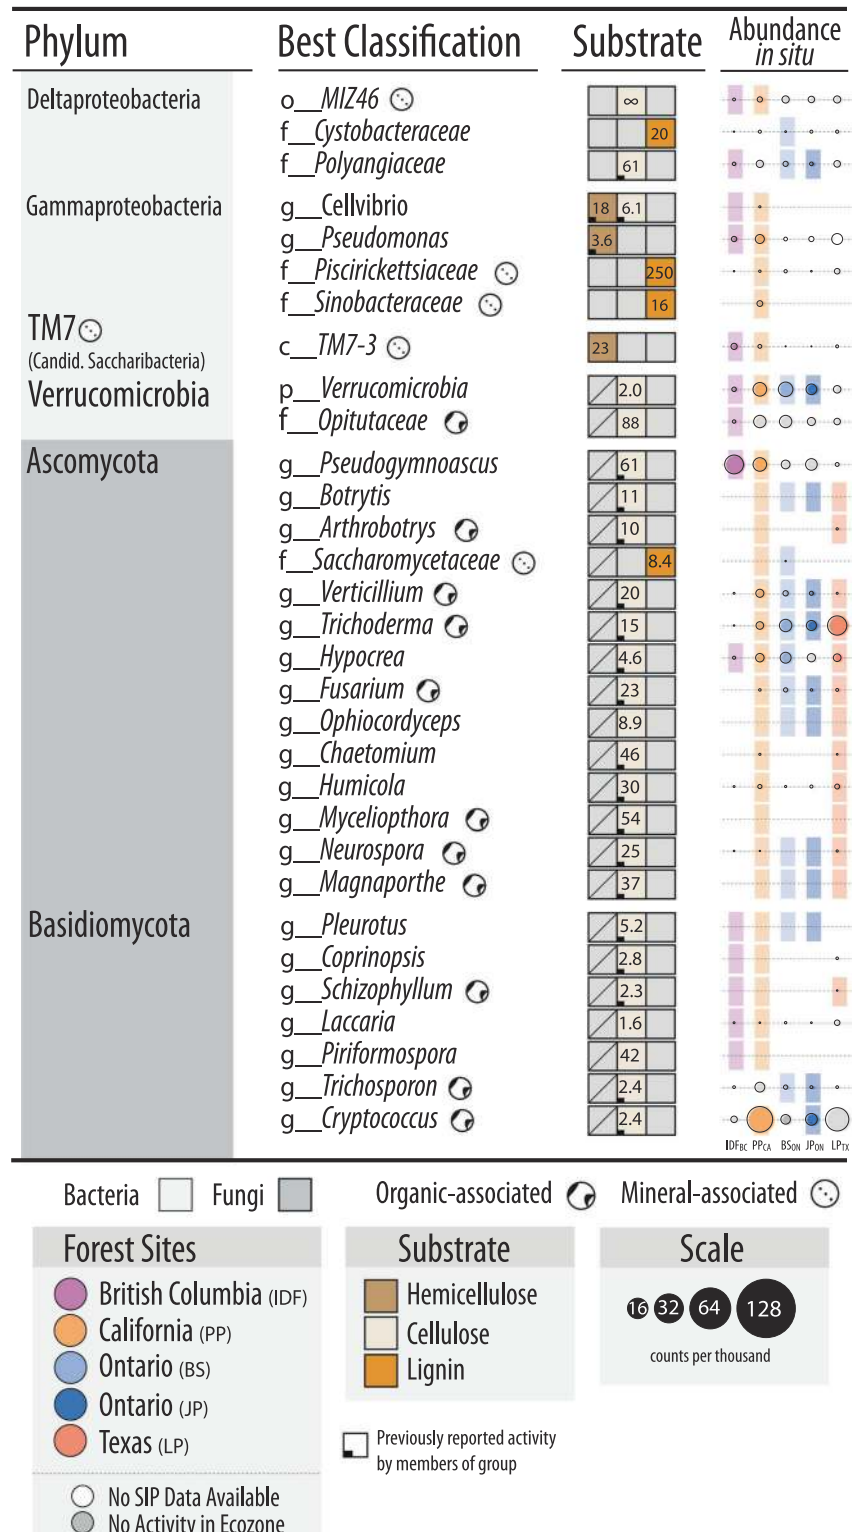 Phylum Best Classification Substrate Abundance
in situ
Deltaproteobacteria o__MIZ46 ∞
f__Cystobacteraceae 20
f__Polyangiaceae 61
Gammaproteobacteria g__Cellvibrio 18 6.1
g__Pseudomonas 3.6
f__Piscirickettsiaceae 250
f__Sinobacteraceae 16
TM7
(Candid. Saccharibacteria)
c__TM7-3 23
Verrucomicrobia p__Verrucomicrobia 2.0
f__Opitutaceae 88
Ascomycota g__Pseudogymnoascus 61
g__Botrytis 11
g__Arthrobotrys 10
f__Saccharomycetaceae 8.4
g__Verticillium 20
g__Trichoderma 15
g__Hypocrea 4.6
g__Fusarium 23
g__Ophiocordyceps 8.9
g__Chaetomium 46
g__Humicola 30
g__Myceliopthora 54
g__Neurospora 25
g__Magnaporthe 37
Basidiomycota g__Pleurotus 5.2
g__Coprinopsis 2.8
g__Schizophyllum 2.3
g__Laccaria 1.6
g__Piriformospora 42
g__Trichosporon 2.4
g__Cryptococcus 2.4
IDFBC PPCA BSON JPON LPTX
Bacteria Fungi Organic-associated Mineral-associated
Forest Sites
British Columbia (IDF)
California (PP)
Ontario (BS)
Ontario (JP)
Texas (LP)
No SIP Data Available
No Activity in Ecozone
Substrate
Hemicellulose
Cellulose
Lignin
Previously reported activity
by members of group
Scale
16 32 64 128
counts per thousand